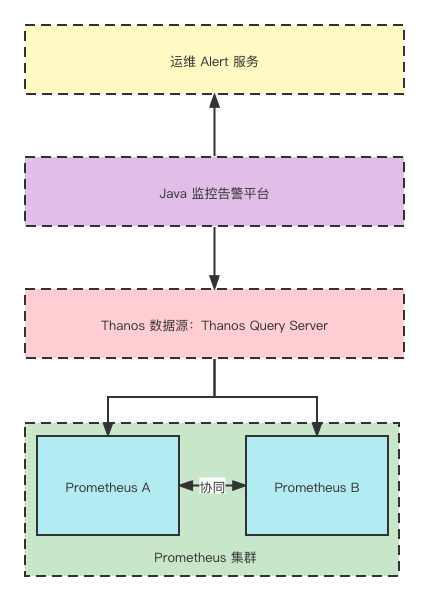 运维 Alert 服务
Java 监控告警平台
Thanos 数据源：Thanos Query Server
Prometheus A
协同
Prometheus B
Prometheus 集群